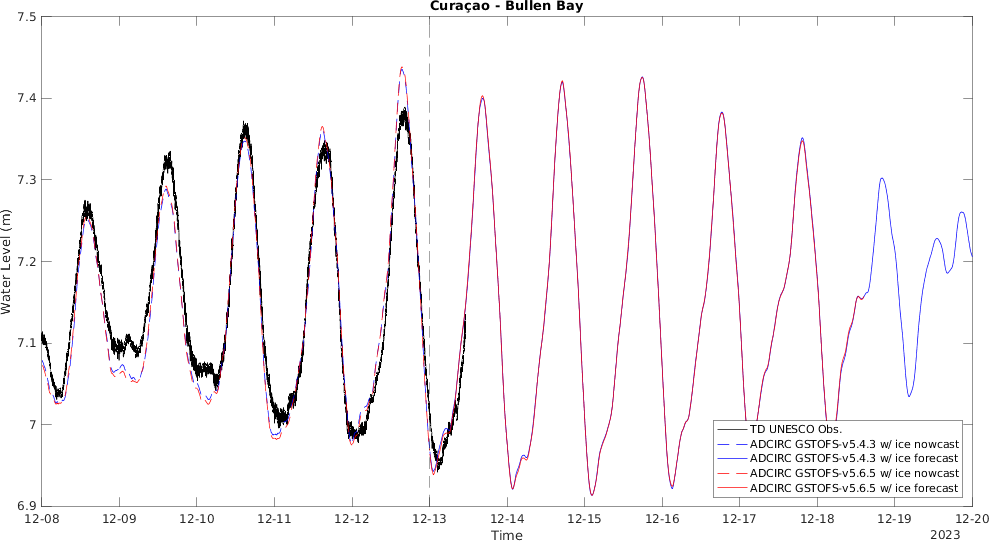 Curaçao - Bullen Bay
7.5
7.4
7.3
7.2
7.1
7
6.9
Water Level (m)
12-08
12-09
12-10
12-11
12-12
12-13
12-14
12-15
12-16
12-17
12-18
12-19
12-20
Time
2023
TD UNESCO Obs.
ADCIRC GSTOFS-v5.4.3 w/ ice nowcast
ADCIRC GSTOFS-v5.4.3 w/ ice forecast
ADCIRC GSTOFS-v5.6.5 w/ ice nowcast
ADCIRC GSTOFS-v5.6.5 w/ ice forecast